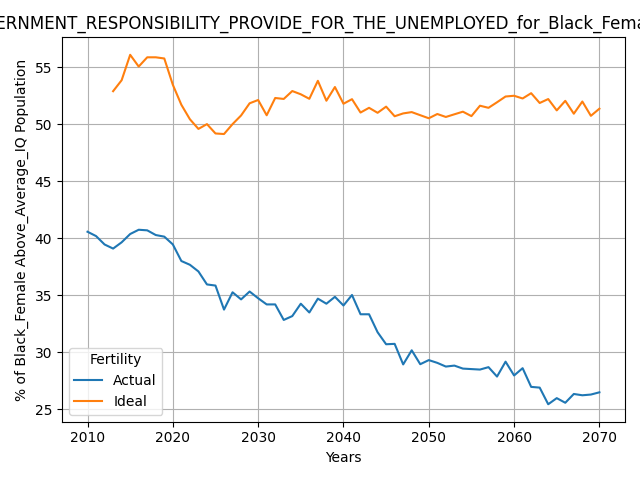 ERNMENT_RESPONSIBILITY_PROVIDE_FOR_THE_UNEMPLOYED_for_Black_Fema
% of Black_Female Above_Average_IQ Population
55
50
45
40
35
30
25
Fertility
Actual
Ideal
2010 2020 2030 2040 2050 2060 2070
Years